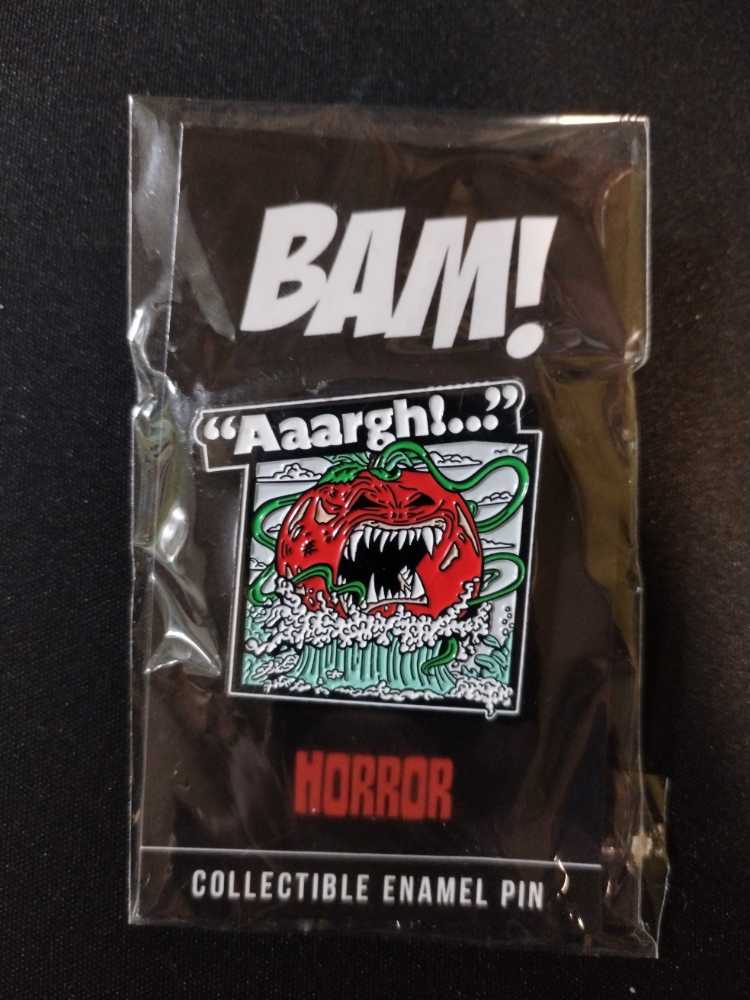 BAM!
“Aaargh!...”
HORROR
COLLECTIBLE ENAMEL PIN